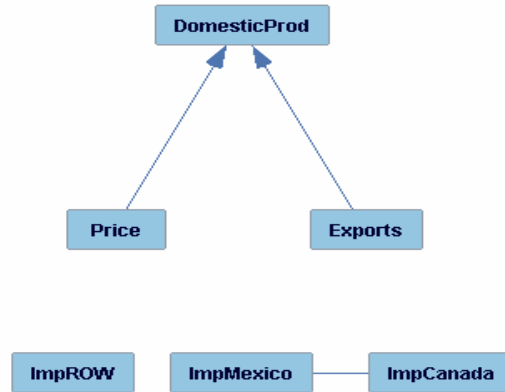 DomesticProd
Price
Exports
ImpROW
ImpMexico
ImpCanada